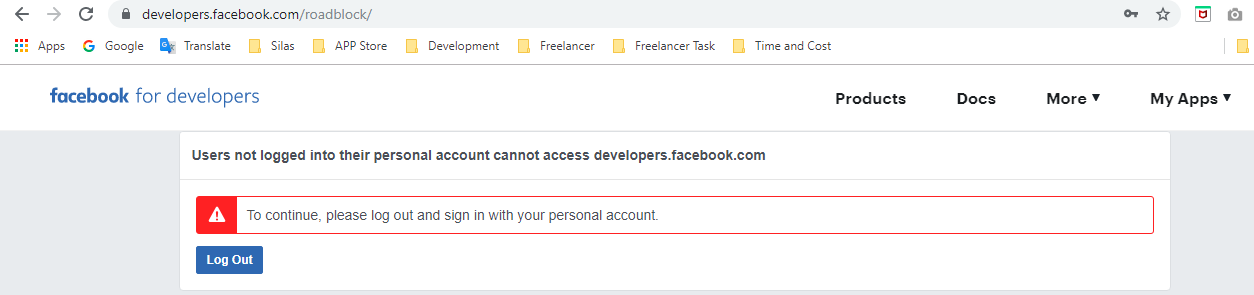 developers.facebook.com/roadblock/
Apps Google Translate Silas APP Store Development Freelancer Freelancer Task Time and Cost
facebook for developers Products Docs More ▼ My Apps ▼
Users not logged into their personal account cannot access developers.facebook.com
To continue, please log out and sign in with your personal account.
Log Out